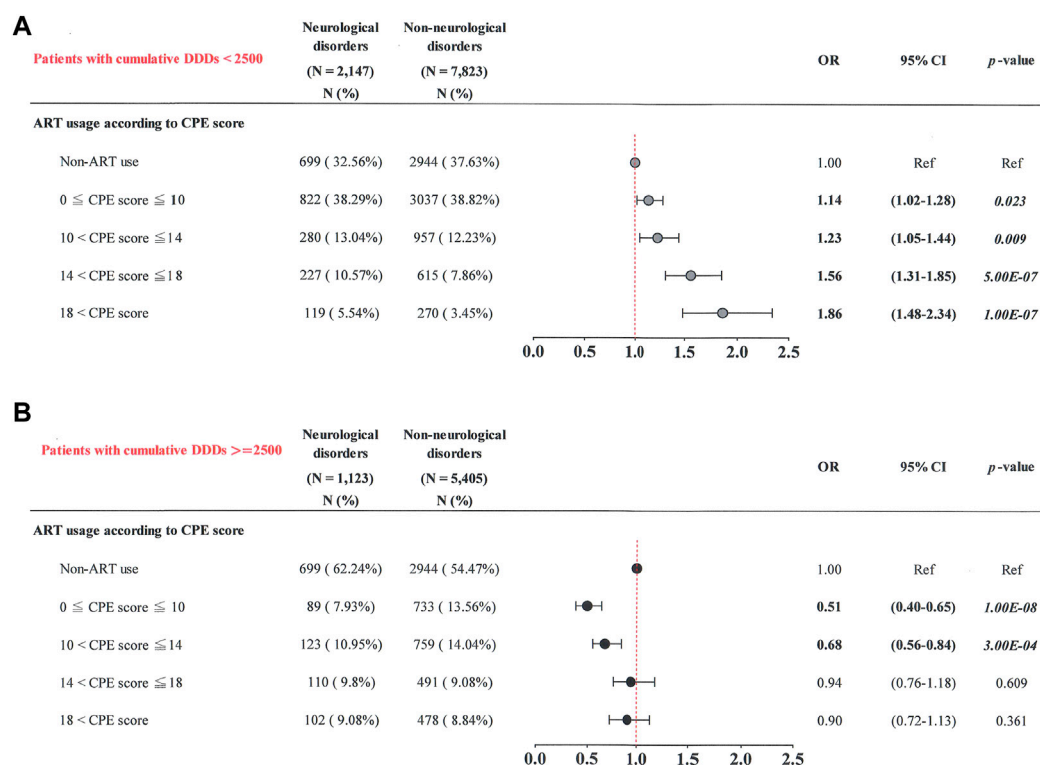 A
Patients with cumulative DDDs < 2500
Neurological disorders (N = 2,147) N (%)
Non-neurological disorders (N = 7,823) N (%)
OR 95% CI p-value
ART usage according to CPE score
Non-ART use 699 ( 32.56%) 2944 ( 37.63%) 1.00 Ref Ref
0 ≦ CPE score ≦ 10 822 ( 38.29%) 3037 ( 38.82%) 1.14 (1.02-1.28) 0.023
10 < CPE score ≦14 280 ( 13.04%) 957 ( 12.23%) 1.23 (1.05-1.44) 0.009
14 < CPE score ≦18 227 ( 10.57%) 615 ( 7.86%) 1.56 (1.31-1.85) 5.00E-07
18 < CPE score 119 ( 5.54%) 270 ( 3.45%) 1.86 (1.48-2.34) 1.00E-07
0.0 0.5 1.0 1.5 2.0 2.5
B
Patients with cumulative DDDs >=2500
Neurological disorders (N = 1,123) N (%)
Non-neurological disorders (N = 5,405) N (%)
OR 95% CI p-value
ART usage according to CPE score
Non-ART use 699 ( 62.24%) 2944 ( 54.47%) 1.00 Ref Ref
0 ≦ CPE score ≦ 10 89 ( 7.93%) 733 ( 13.56%) 0.51 (0.40-0.65) 1.00E-08
10 < CPE score ≦14 123 ( 10.95%) 759 ( 14.04%) 0.68 (0.56-0.84) 3.00E-04
14 < CPE score ≦18 110 ( 9.8%) 491 ( 9.08%) 0.94 (0.76-1.18) 0.609
18 < CPE score 102 ( 9.08%) 478 ( 8.84%) 0.90 (0.72-1.13) 0.361
0.0 0.5 1.0 1.5 2.0 2.5